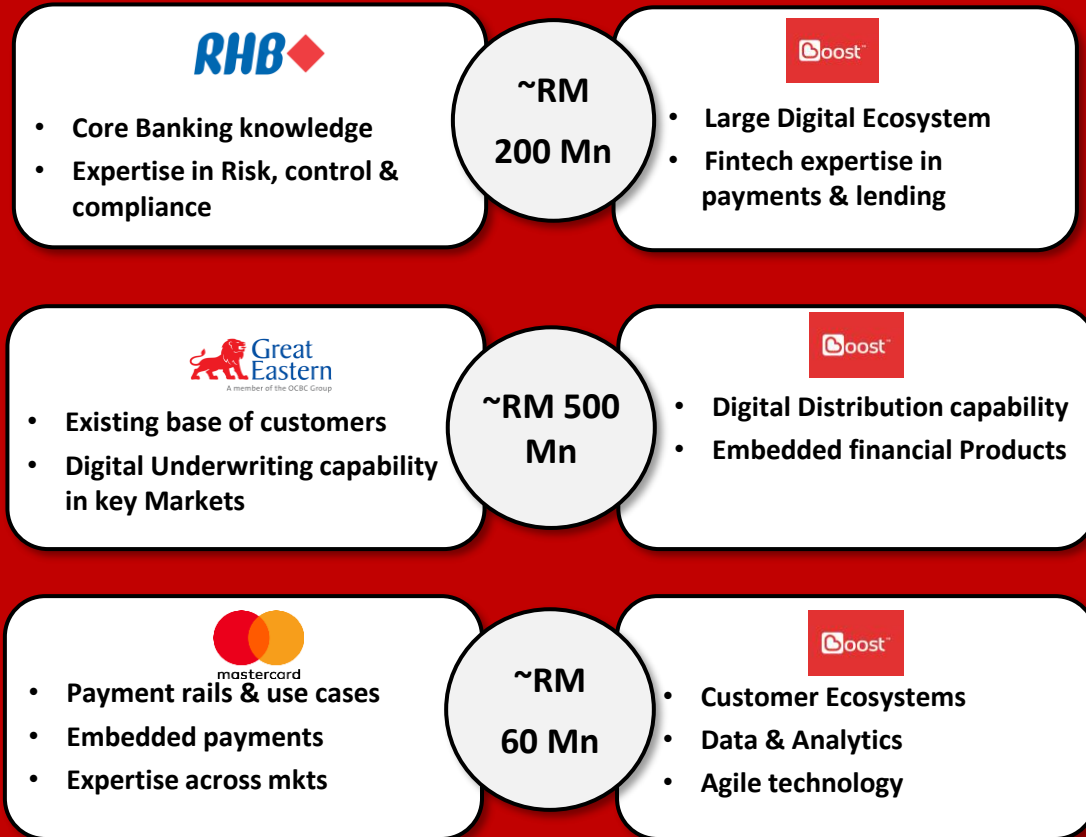 RHB
• Core Banking knowledge
• Expertise in Risk, control &
compliance
~RM
200 Mn
Boost™
• Large Digital Ecosystem
• Fintech expertise in
payments & lending
Great
Eastern
A member of the OCBC Group
• Existing base of customers
• Digital Underwriting capability
in key Markets
~RM 500
Mn
Boost™
• Digital Distribution capability
• Embedded financial Products
mastercard
• Payment rails & use cases
• Embedded payments
• Expertise across mkts
~RM
60 Mn
Boost™
• Customer Ecosystems
• Data & Analytics
• Agile technology